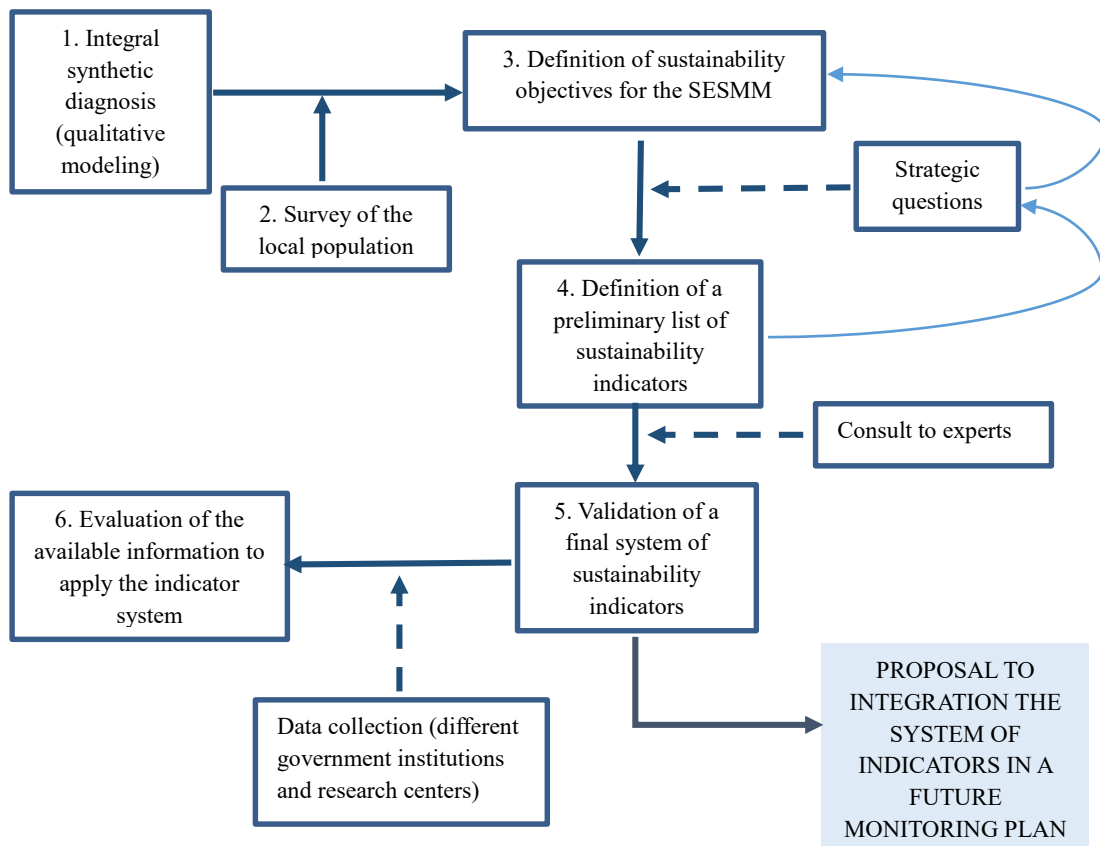 1. Integral
synthetic
diagnosis
(qualitative
modeling)
3. Definition of sustainability
objectives for the SESMM
2. Survey of the
local population
Strategic
questions
4. Definition of a
preliminary list of
sustainability
indicators
Consult to experts
5. Validation of a
final system of
sustainability
indicators
6. Evaluation of the
available information to
apply the indicator
system
Data collection (different
government institutions
and research centers)
PROPOSAL TO
INTEGRATION THE
SYSTEM OF
INDICATORS IN A
FUTURE
MONITORING PLAN